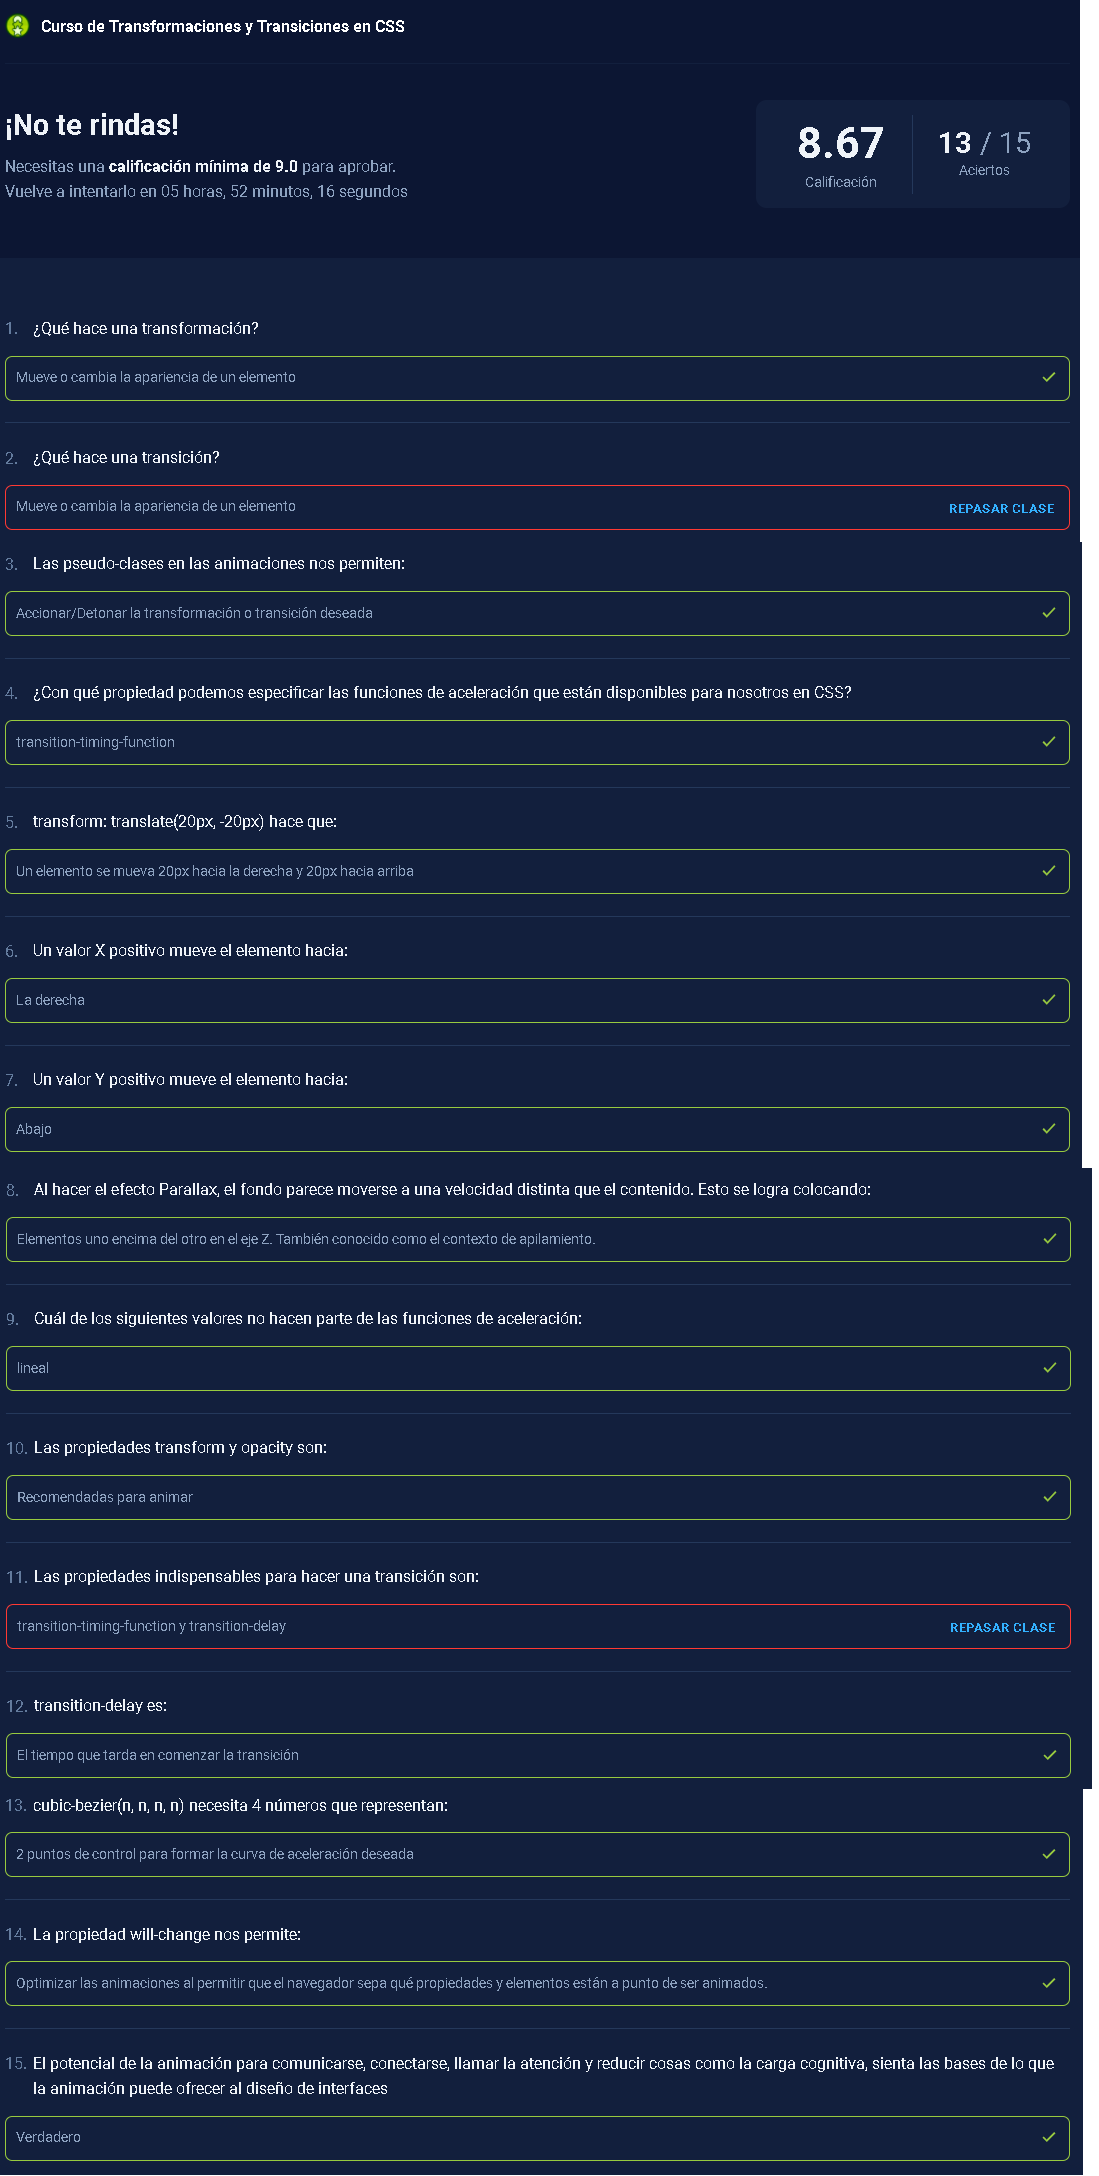 Curso de Transformaciones y Transiciones en CSS
¡No te rindas!
Necesitas una calificación mínima de 9.0 para aprobar.
Vuelve a intentarlo en 05 horas, 52 minutos, 16 segundos
8.67
Calificación
13 / 15
Aciertos
1. ¿Qué hace una transformación?
Mueve o cambia la apariencia de un elemento
2. ¿Qué hace una transición?
Mueve o cambia la apariencia de un elemento
REPASAR CLASE
3. Las pseudo-clases en las animaciones nos permiten:
Accionar/Detonar la transformación o transición deseada
4. ¿Con qué propiedad podemos especificar las funciones de aceleración que están disponibles para nosotros en CSS?
transition-timing-function
5. transform: translate(20px, -20px) hace que:
Un elemento se mueva 20px hacia la derecha y 20px hacia arriba
6. Un valor X positivo mueve el elemento hacia:
La derecha
7. Un valor Y positivo mueve el elemento hacia:
Abajo
8. Al hacer el efecto Parallax, el fondo parece moverse a una velocidad distinta que el contenido. Esto se logra colocando:
Elementos uno encima del otro en el eje Z. También conocido como el contexto de apilamiento.
9. Cuál de los siguientes valores no hacen parte de las funciones de aceleración:
lineal
10. Las propiedades transform y opacity son:
Recomendadas para animar
11. Las propiedades indispensables para hacer una transición son:
transition-timing-function y transition-delay
REPASAR CLASE
12. transition-delay es:
El tiempo que tarda en comenzar la transición
13. cubic-bezier(n, n, n, n) necesita 4 números que representan:
2 puntos de control para formar la curva de aceleración deseada
14. La propiedad will-change nos permite:
Optimizar las animaciones al permitir que el navegador sepa qué propiedades y elementos están a punto de ser animados.
15. El potencial de la animación para comunicarse, conectarse, llamar la atención y reducir cosas como la carga cognitiva, sienta las bases de lo que
la animación puede ofrecer al diseño de interfaces
Verdadero